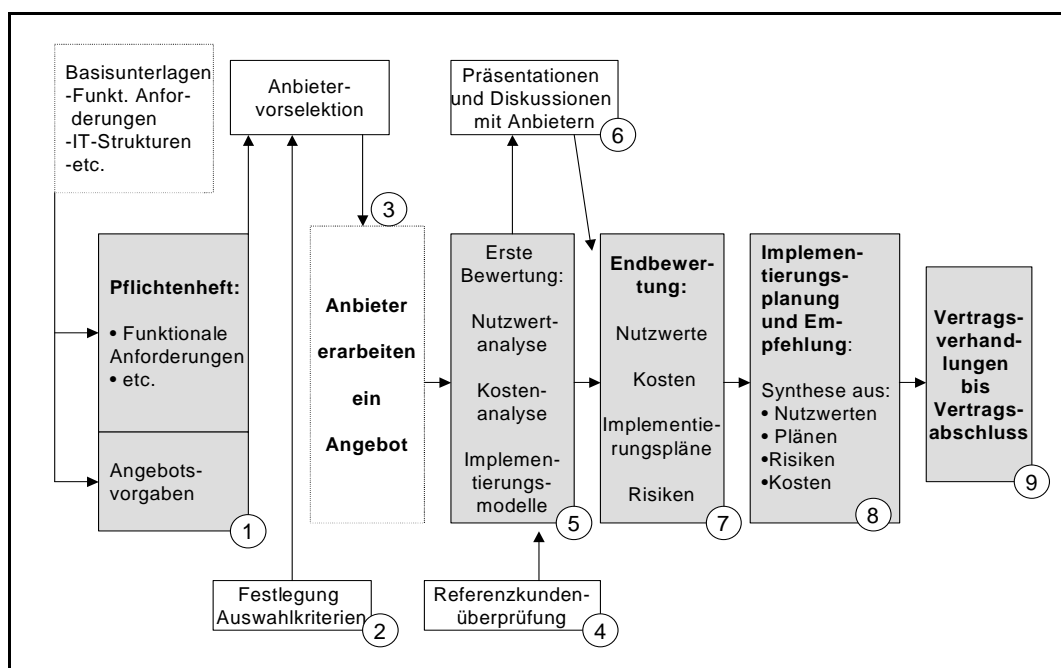 Basisunterlagen
-Funkt. Anfor-
derungen
-IT-Strukturen
-etc.
Anbieter-
vorselektion
Präsentationen
und Diskussionen
mit Anbietern
6
3
Pflichtenheft:
• Funktionale
Anforderungen
• etc.
Angebots-
vorgaben
1
Anbieter
erarbeiten
ein
Angebot
Erste
Bewertung:
Nutzwert-
analyse
Kosten-
analyse
Implemen-
tierungs-
modelle
5
Endbewer-
tung:
Nutzwerte
Kosten
Implementie-
rungspläne
Risiken
7
Implemen-
tierungs-
planung
und Em-
pfehlung:
Synthese aus:
• Nutzwerten
• Plänen
•Risiken
•Kosten
8
Vertrags-
verhand-
lungen
bis
Vertrags-
abschluss
9
Festlegung
Auswahlkriterien
2
Referenzkunden-
überprüfung
4